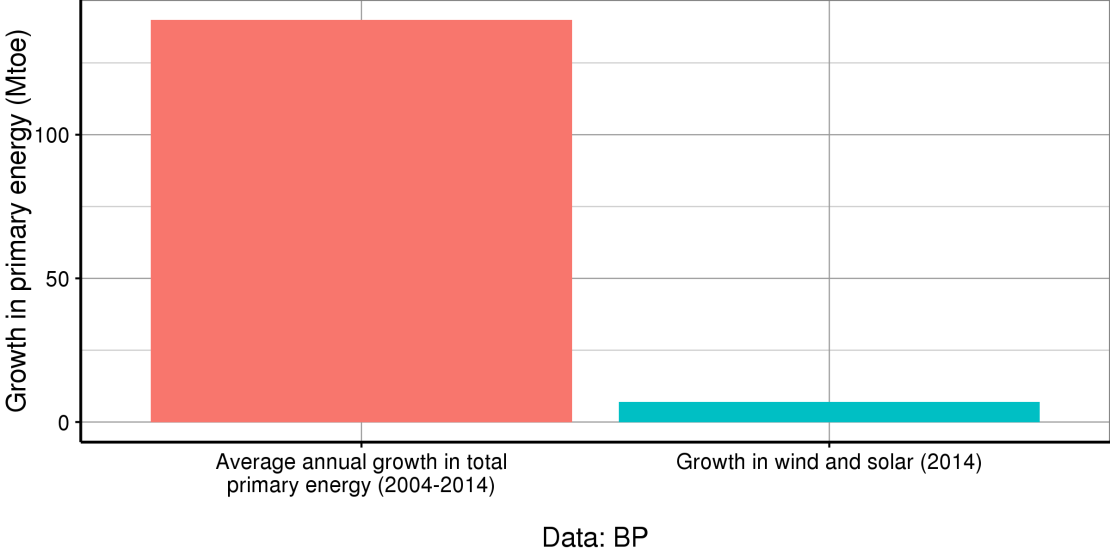 Growth in primary energy (Mtoe)
100
50
0
Average annual growth in total
primary energy (2004-2014)
Growth in wind and solar (2014)
Data: BP